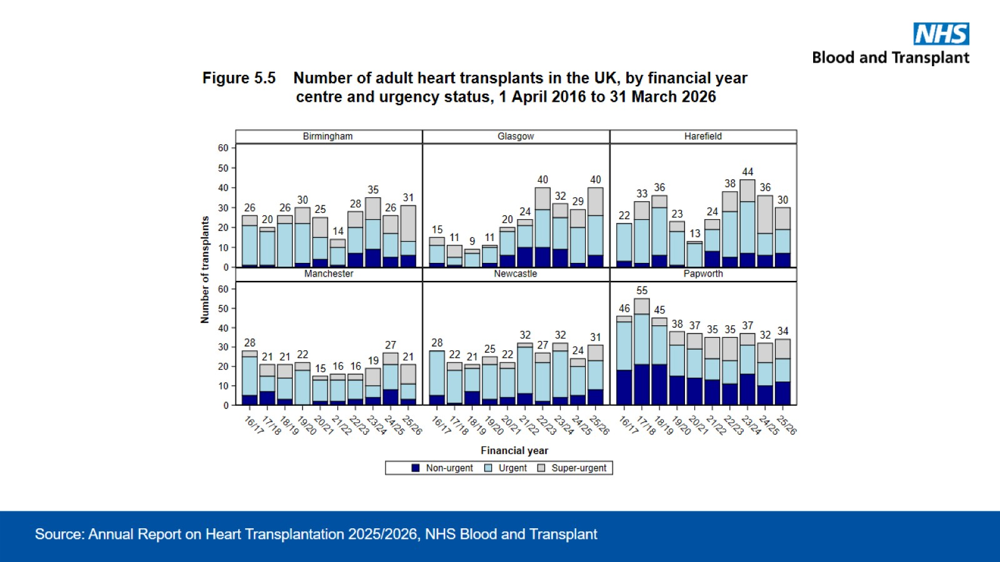 NHS
Blood and Transplant
Figure 5.5 Number of adult heart transplants in the UK, by financial year
centre and urgency status, 1 April 2016 to 31 March 2026
Number of transplants
Birmingham
60
50
40
30
20
10
0
26 20 26 30 25 14 28 35 26 31
Glasgow
15 11 9 11 20 24 40 32 29 40
Harefield
22 33 36 23 13 24 38 44 36 30
Manchester
60
50
40
30
20
10
0
28 21 21 22 15 16 16 19 27 21
Newcastle
28 22 21 25 22 32 27 32 24 31
Papworth
46 55 45 38 37 35 35 37 32 34
16/17 17/18 18/19 19/20 20/21 21/22 22/23 23/24 24/25 25/26
16/17 17/18 18/19 19/20 20/21 21/22 22/23 23/24 24/25 25/26
16/17 17/18 18/19 19/20 20/21 21/22 22/23 23/24 24/25 25/26
Financial year
Non-urgent Urgent Super-urgent
Source: Annual Report on Heart Transplantation 2025/2026, NHS Blood and Transplant